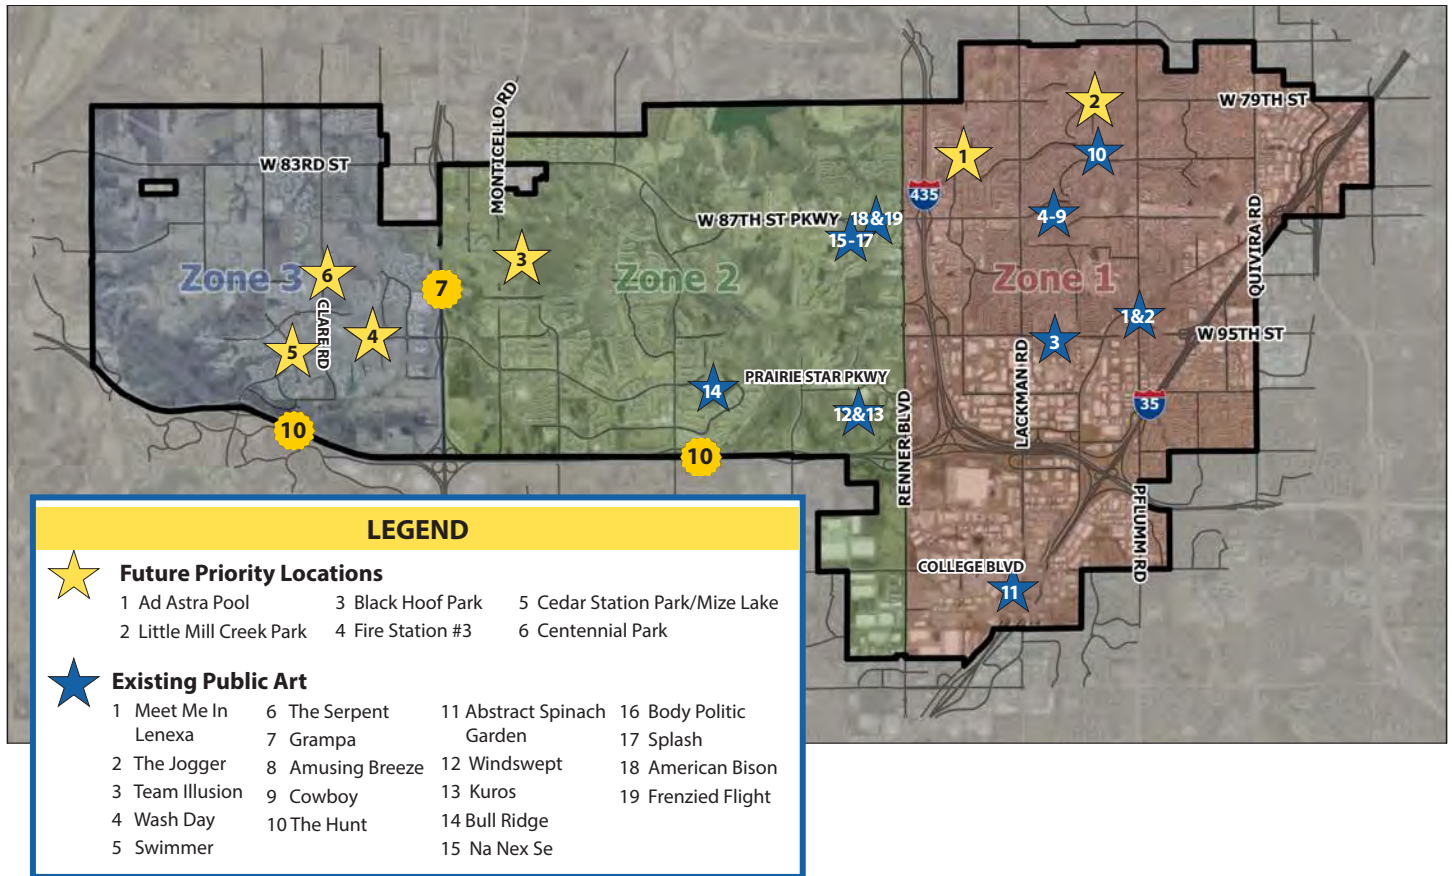 2
W 79TH ST
MONTICELLO RD
W 83RD ST
1
10
435
W 87TH ST PKWY
18&19
15-17
4-9
QUIVIRA RD
3
Zone 3
6
7
Zone 2
Zone 1
CLARE RD
4
5
1&2
3
W 95TH ST
LACKMAN RD
PRAIRIE STAR PKWY
14
12&13
35
RENNER BLVD
10
10
PFLUMM RD
COLLEGE BLVD
11
LEGEND
Future Priority Locations
1 Ad Astra Pool
2 Little Mill Creek Park
3 Black Hoof Park
4 Fire Station #3
5 Cedar Station Park/Mize Lake
6 Centennial Park
Existing Public Art
1 Meet Me In
Lenexa
2 The Jogger
3 Team Illusion
4 Wash Day
5 Swimmer
6 The Serpent
7 Grampa
8 Amusing Breeze
9 Cowboy
10 The Hunt
11 Abstract Spinach
Garden
12 Windswept
13 Kuros
14 Bull Ridge
15 Na Nex Se
16 Body Politic
17 Splash
18 American Bison
19 Frenzied Flight